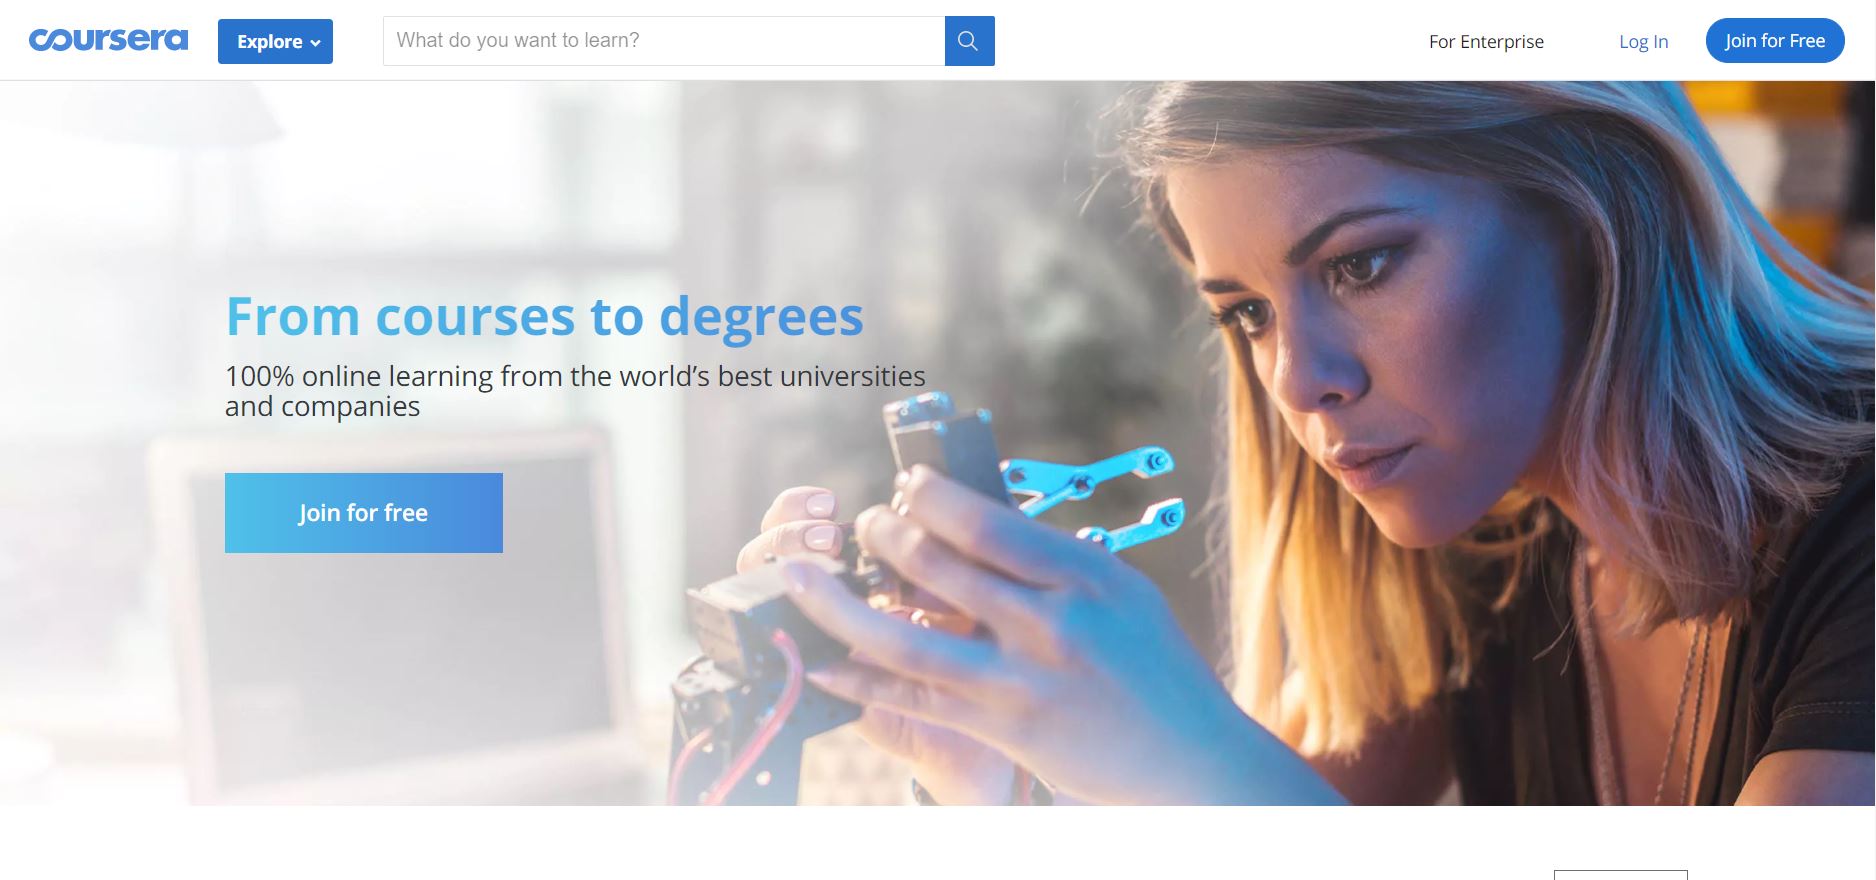 coursera
Explore
What do you want to learn?
For Enterprise
Log In
Join for Free
From courses to degrees
100% online learning from the world’s best universities
and companies
Join for free